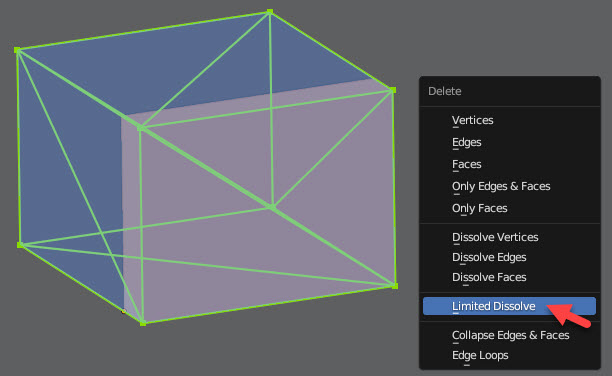 Delete
Vertices
Edges
Faces
Only Edges & Faces
Only Faces
Dissolve Vertices
Dissolve Edges
Dissolve Faces
Limited Dissolve
Collapse Edges & Faces
Edge Loops